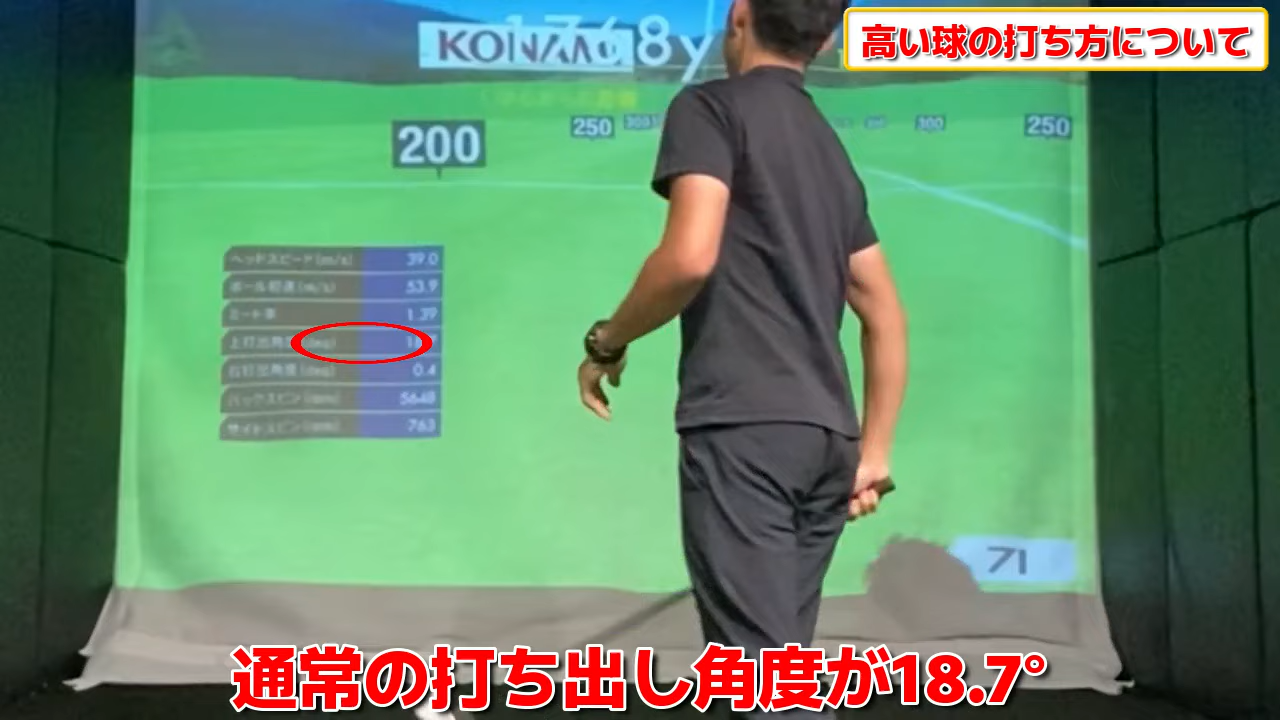 高い球の打ち方について
KONAMI
200
250
300
250
ヘッドスピード(m/s) 39.0
ボール初速(m/s) 53.9
ミート率 1.39
上打出角度(deg)
右打出角度(deg) 0.4
バックスピン(rpm) 5648
サイドスピン(rpm) 763
7I
通常の打ち出し角度が18.7°